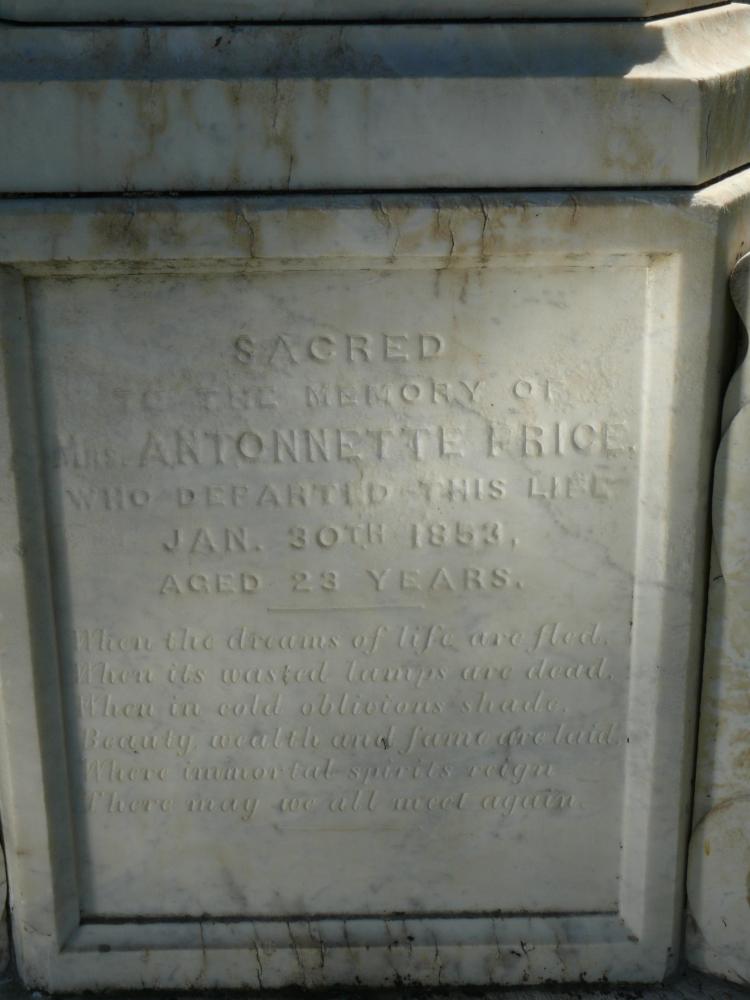 SACRED
TO THE MEMORY OF
MRS. ANTONNETTE PRICE.
WHO DEPARTED THIS LIFE
JAN. 30TH 1853,
AGED 23 YEARS.
When the dreams of life are fled,
When its wasted lamps are dead,
When in cold oblivions shade,
Beauty, wealth and fame are laid,
Where immortal spirits reign
There may we all meet again.